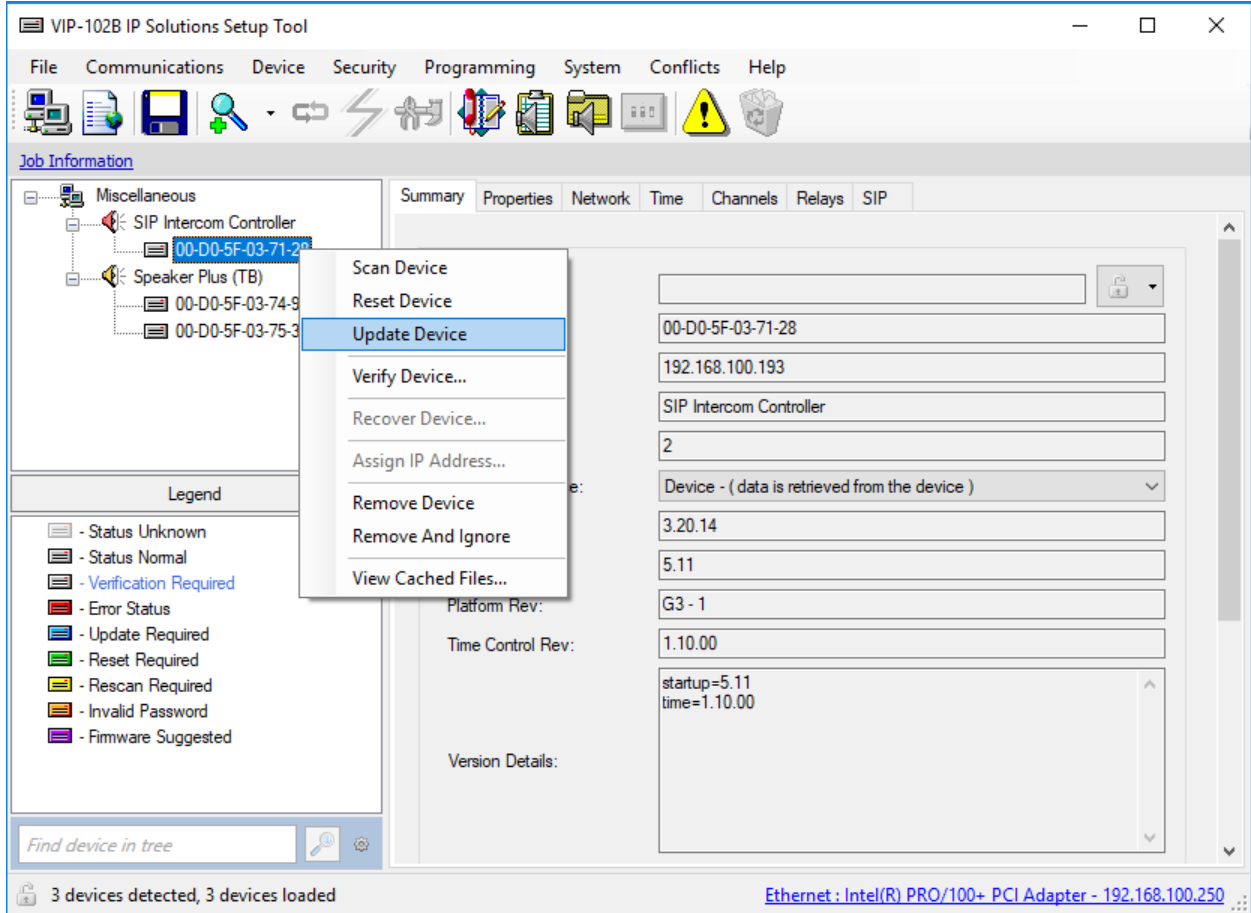 VIP-102B IP Solutions Setup Tool
File Communications Device Security Programming System Conflicts Help
Job Information
Miscellaneous
SIP Intercom Controller
00-D0-5F-03-71-28
Speaker Plus (TB)
00-D0-5F-03-74-9
00-D0-5F-03-75-3
Scan Device
Reset Device
Update Device
Verify Device...
Recover Device...
Assign IP Address...
Remove Device
Remove And Ignore
View Cached Files...
Legend
- Status Unknown
- Status Normal
- Verification Required
- Error Status
- Update Required
- Reset Required
- Rescan Required
- Invalid Password
- Firmware Suggested
Find device in tree
Summary Properties Network Time Channels Relays SIP
00-D0-5F-03-71-28
192.168.100.193
SIP Intercom Controller
2
e: Device - ( data is retrieved from the device )
3.20.14
5.11
Platform Rev: G3 - 1
Time Control Rev: 1.10.00
startup=5.11
time=1.10.00
Version Details:
3 devices detected, 3 devices loaded
Ethernet : Intel(R) PRO/100+ PCI Adapter - 192.168.100.250